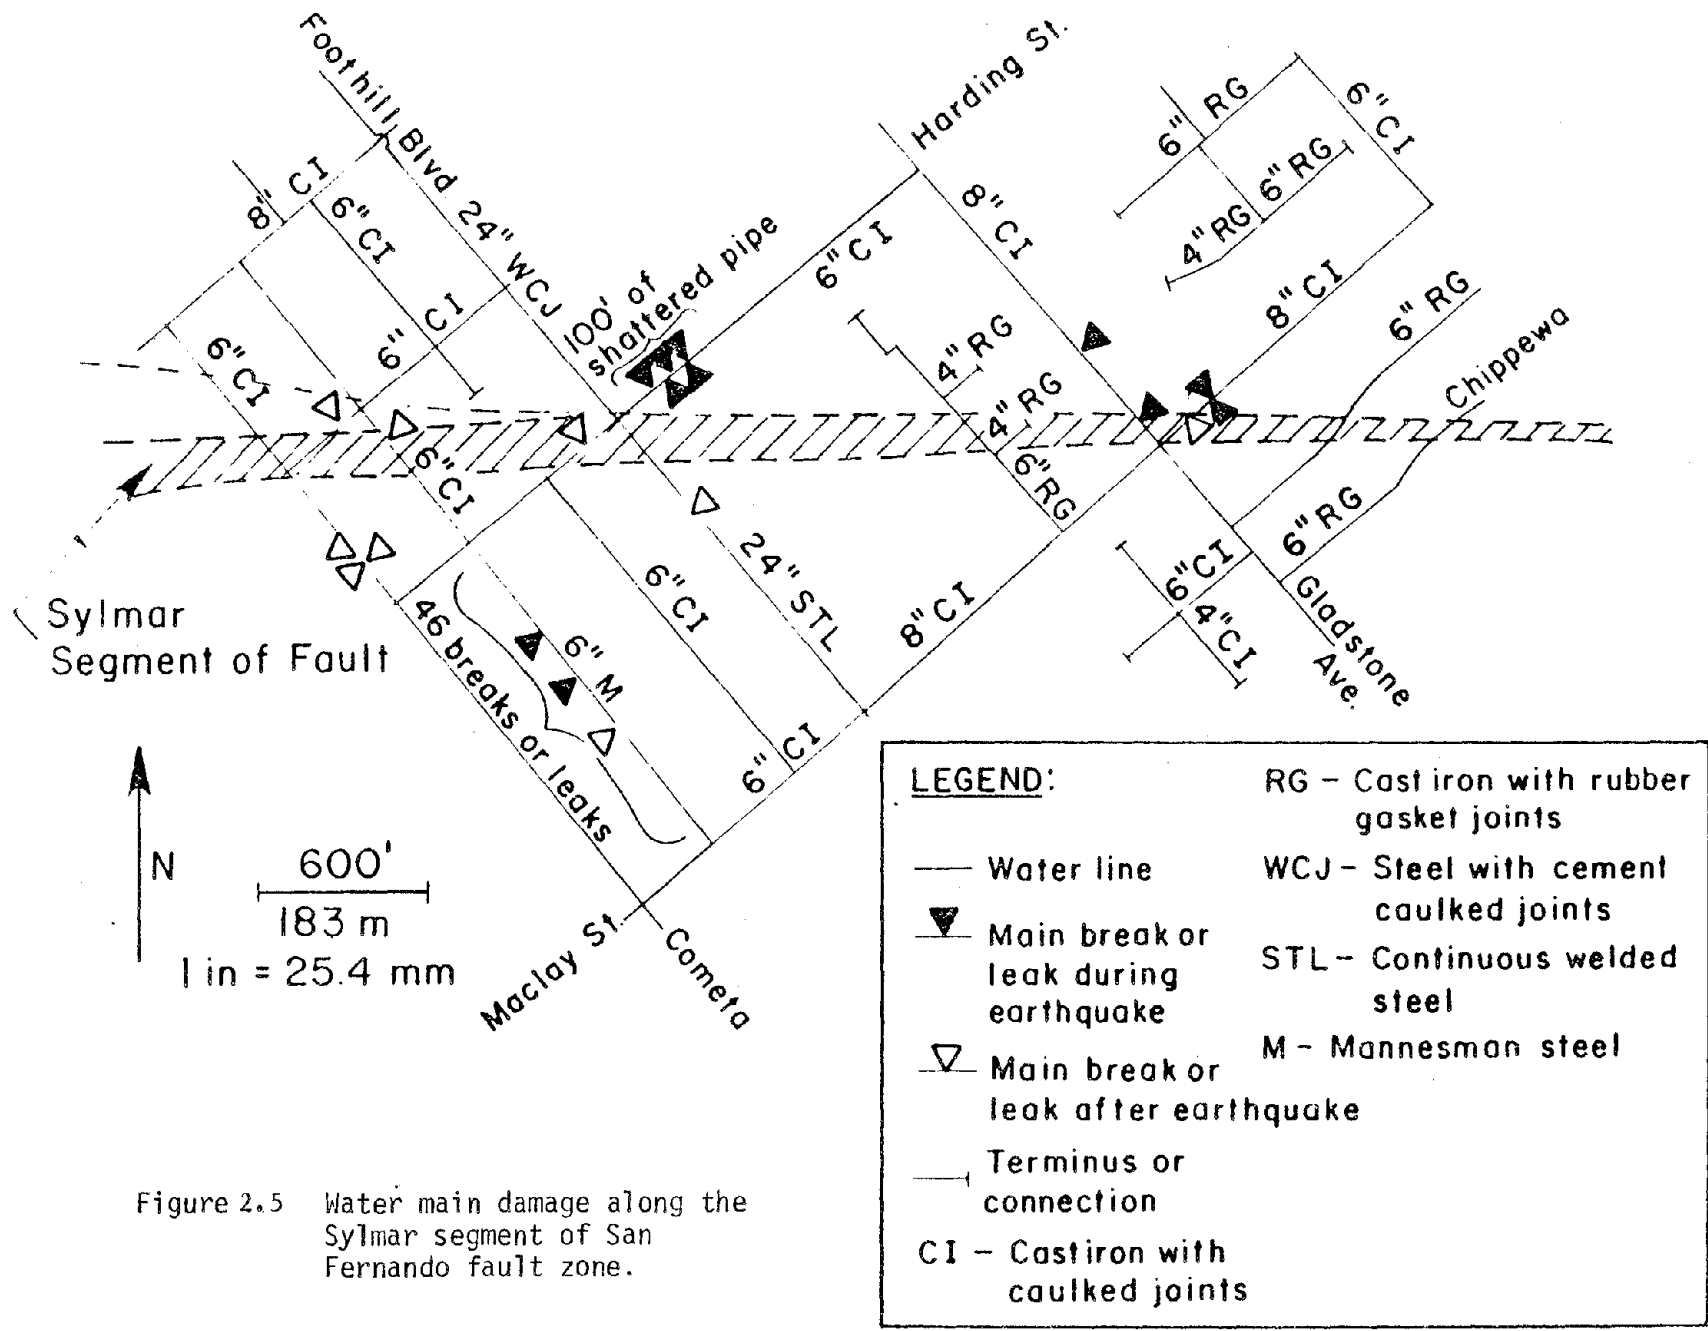 Foothill Blvd
Harding St.
8" CI
6" CI
24" WCJ
100' of
shattered pipe
6" CI
8" CI
6" RG
6" CI
6" RG
4" RG
8" CI
6" RG
Chippewa
6" CI
6" CI
4" RG
4" RG
6" RG
6" CI
24" STL
6" CI
8" CI
6" RG
6" CI
4" CI
Gladstone
Ave.
Sylmar
Segment of Fault
46 breaks or leaks
6" M
6" CI
N
600'
183 m
1 in = 25.4 mm
Maclay St.
Cometa
LEGEND:
Water line
Main break or
leak during
earthquake
Main break or
leak after earthquake
Terminus or
connection
CI - Cast iron with
caulked joints
RG - Cast iron with rubber
gasket joints
WCJ - Steel with cement
caulked joints
STL - Continuous welded
steel
M - Mannesman steel
Figure 2.5 Water main damage along the
Sylmar segment of San
Fernando fault zone.